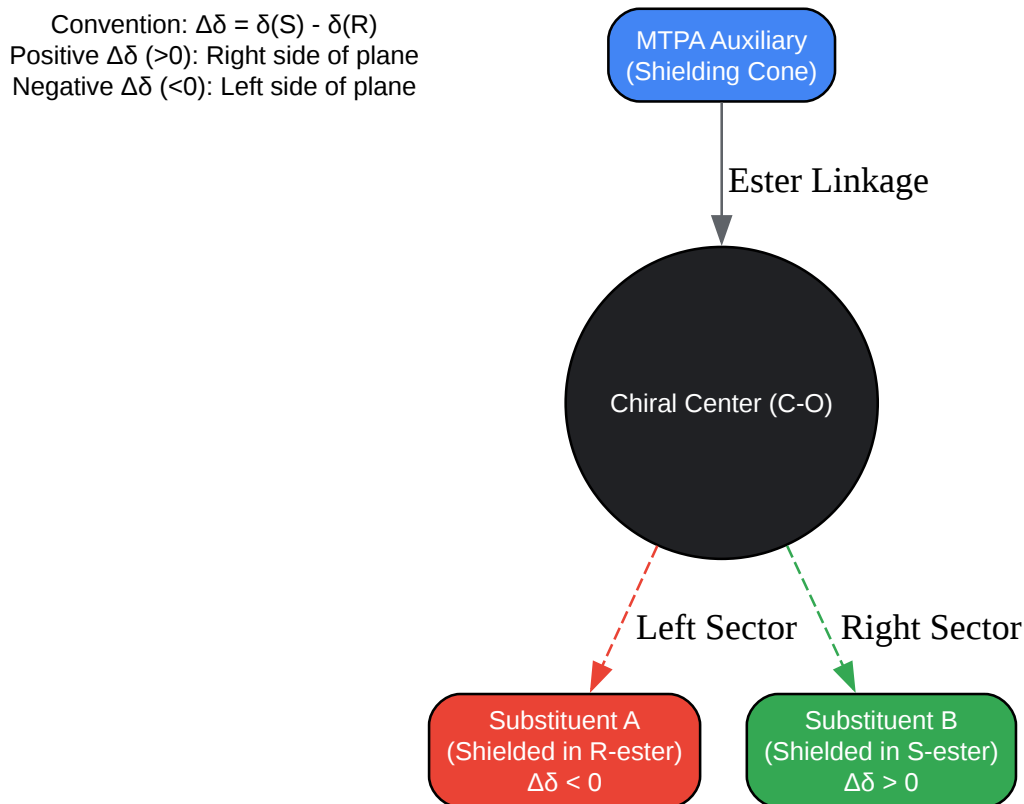 Convention: Δδ = δ(S) - δ(R)
Positive Δδ (>0): Right side of plane
Negative Δδ (<0): Left side of plane
MTPA Auxiliary
(Shielding Cone)
Ester Linkage
Chiral Center (C-O)
Left Sector
Right Sector
Substituent A
(Shielded in R-ester)
Δδ < 0
Substituent B
(Shielded in S-ester)
Δδ > 0